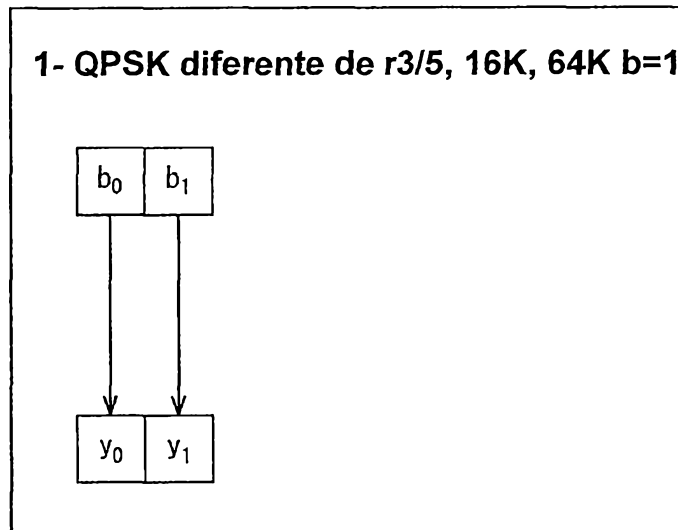 1- QPSK diferente de r3/5, 16K, 64K b=1
b₀ b₁
y₀ y₁